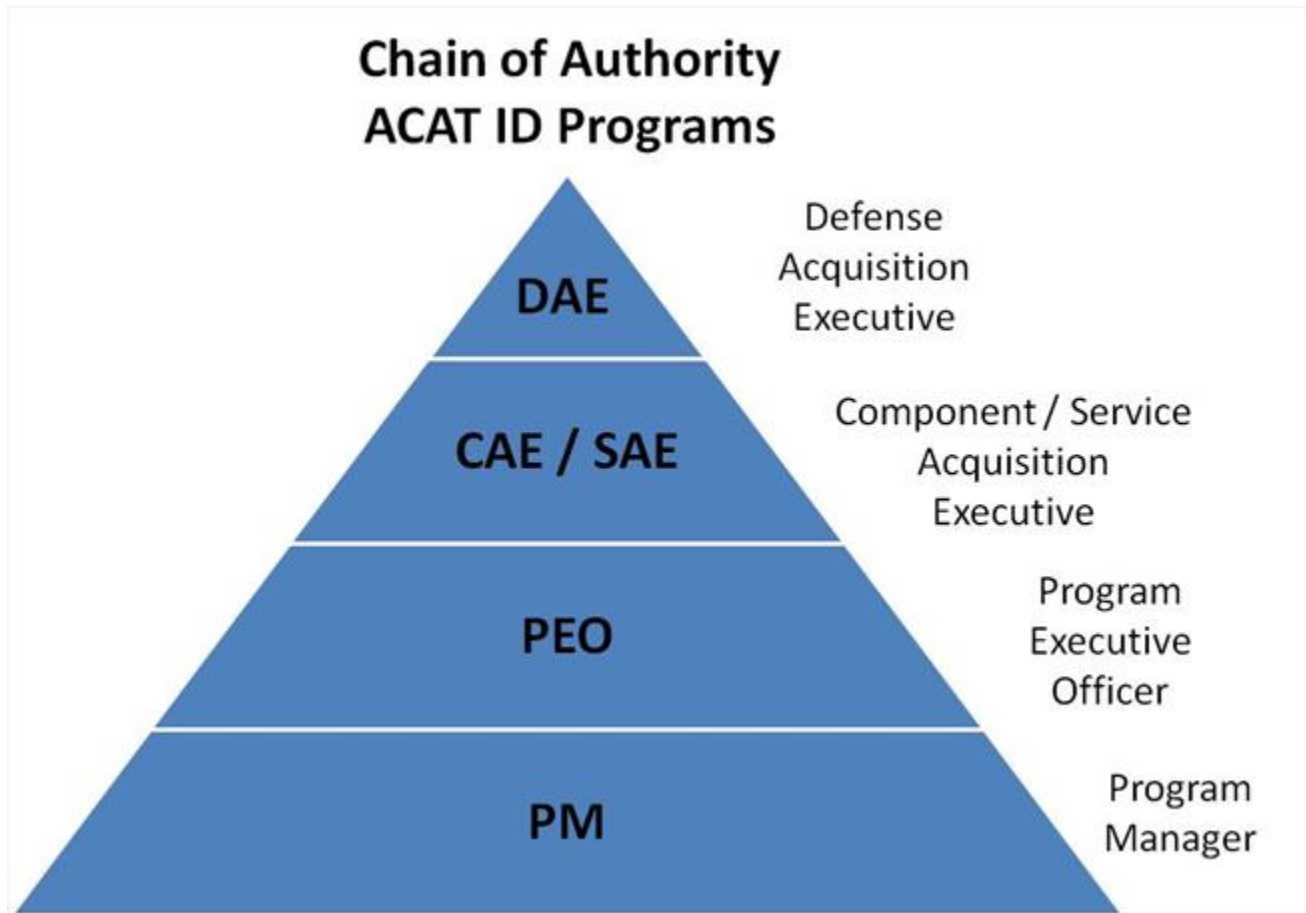 Chain of Authority
ACAT ID Programs
DAE
Defense
Acquisition
Executive
CAE / SAE
Component / Service
Acquisition
Executive
PEO
Program
Executive
Officer
PM
Program
Manager